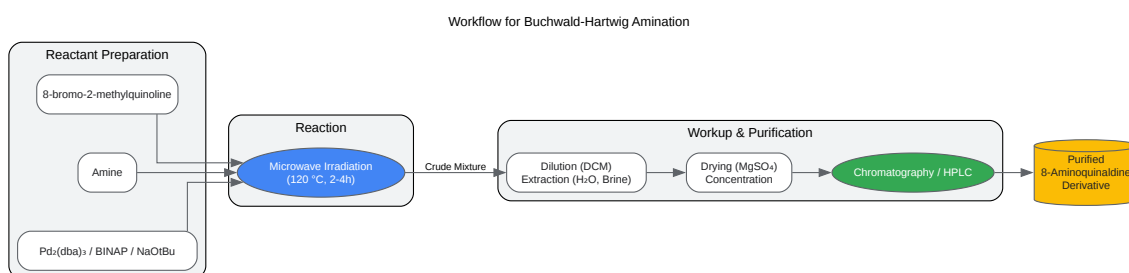 Workflow for Buchwald-Hartwig Amination
Reactant Preparation
8-bromo-2-methylquinoline
Amine
Pd₂(dba)₃ / BINAP / NaOtBu
Reaction
Microwave Irradiation
(120 °C, 2-4h)
Crude Mixture
Workup & Purification
Dilution (DCM)
Extraction (H₂O, Brine)
Drying (MgSO₄)
Concentration
Chromatography / HPLC
Purified
8-Aminoquinaldine
Derivative